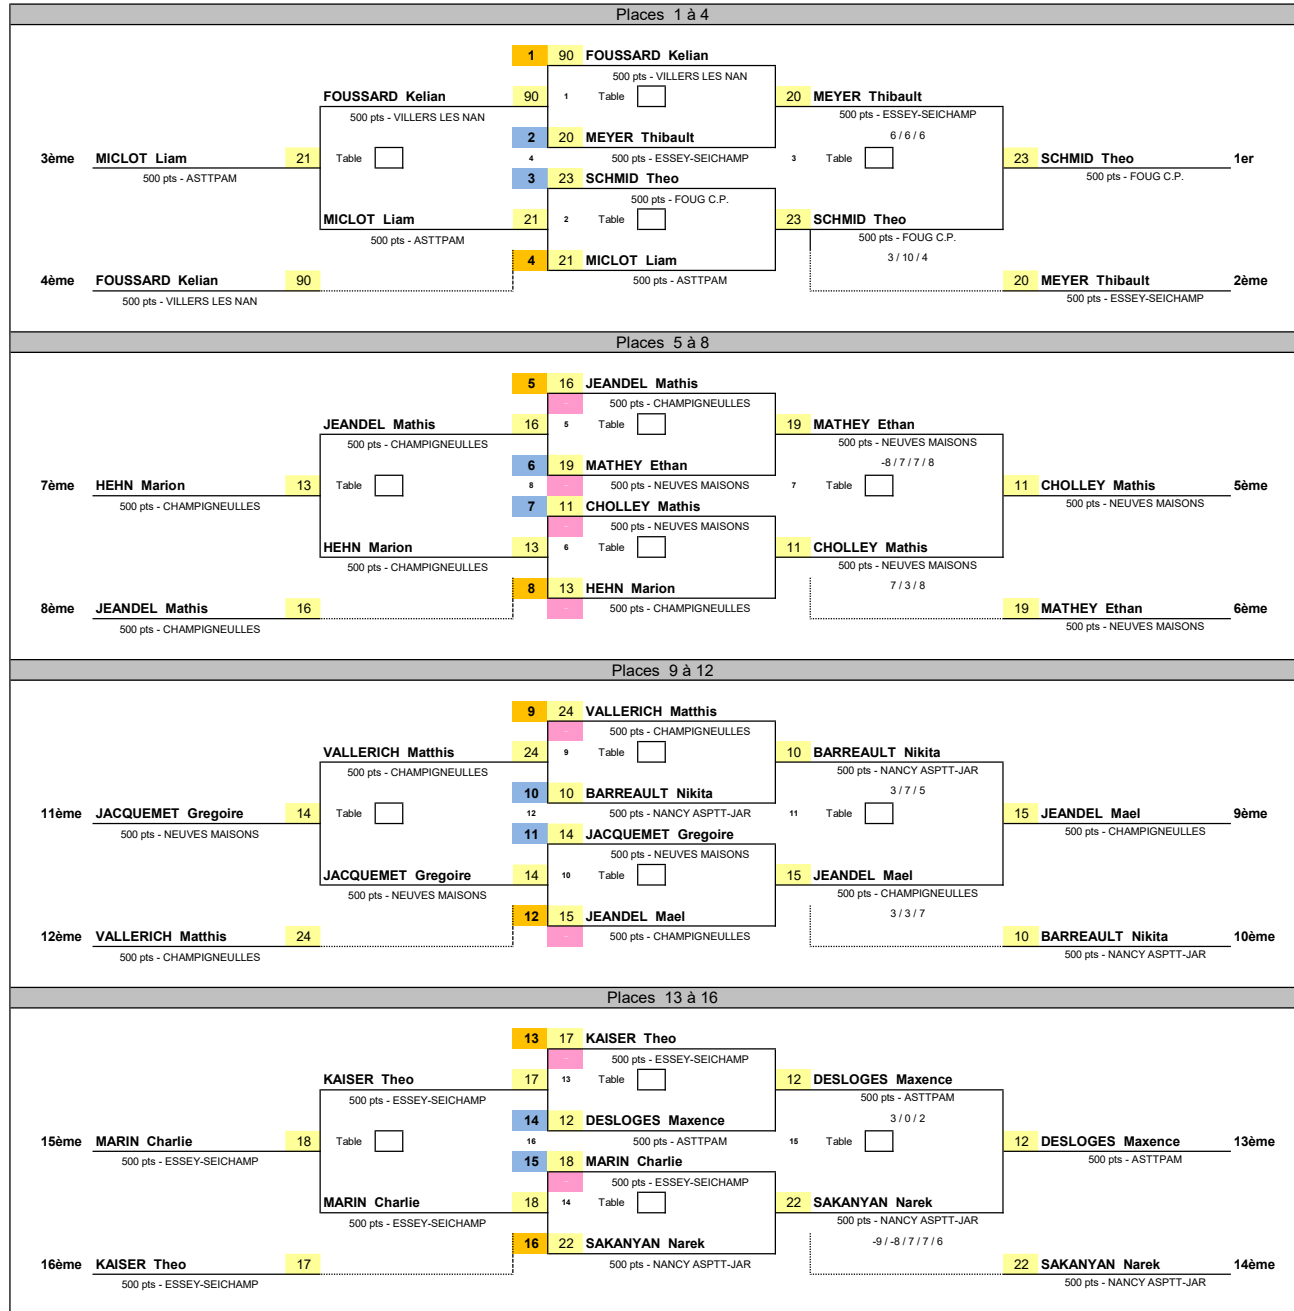 Places 1 à 4
1 90 FOUSSARD Kelian
500 pts - VILLERS LES NAN
FOUSSARD Kelian 90 1 Table 20 MEYER Thibault
500 pts - VILLERS LES NAN 500 pts - ESSEY-SEICHAMP
2 20 MEYER Thibault 6 / 6 / 6
3ème MICLOT Liam 21 Table 4 500 pts - ESSEY-SEICHAMP 3 Table 23 SCHMID Theo 1er
500 pts - ASTTPAM 3 23 SCHMID Theo 500 pts - FOUG C.P.
500 pts - FOUG C.P.
MICLOT Liam 21 2 Table 23 SCHMID Theo
500 pts - ASTTPAM 500 pts - FOUG C.P.
4 21 MICLOT Liam 3 / 10 / 4
4ème FOUSSARD Kelian 90 500 pts - ASTTPAM 20 MEYER Thibault 2ème
500 pts - VILLERS LES NAN 500 pts - ESSEY-SEICHAMP
Places 5 à 8
5 16 JEANDEL Mathis
500 pts - CHAMPIGNEULLES
JEANDEL Mathis 16 5 Table 19 MATHEY Ethan
500 pts - CHAMPIGNEULLES 500 pts - NEUVES MAISONS
6 19 MATHEY Ethan -8 / 7 / 7 / 8
7ème HEHN Marion 13 Table 8 500 pts - NEUVES MAISONS 7 Table 11 CHOLLEY Mathis 5ème
500 pts - CHAMPIGNEULLES 7 11 CHOLLEY Mathis 500 pts - NEUVES MAISONS
500 pts - NEUVES MAISONS
HEHN Marion 13 6 Table 11 CHOLLEY Mathis
500 pts - CHAMPIGNEULLES 500 pts - NEUVES MAISONS
8 13 HEHN Marion 7 / 3 / 8
8ème JEANDEL Mathis 16 500 pts - CHAMPIGNEULLES 19 MATHEY Ethan 6ème
500 pts - CHAMPIGNEULLES 500 pts - NEUVES MAISONS
Places 9 à 12
9 24 VALLERICH Matthis
500 pts - CHAMPIGNEULLES
VALLERICH Matthis 24 9 Table 10 BARREAULT Nikita
500 pts - CHAMPIGNEULLES 500 pts - NANCY ASPTT-JAR
10 10 BARREAULT Nikita 3 / 7 / 5
11ème JACQUEMET Gregoire 14 Table 12 500 pts - NANCY ASPTT-JAR 11 Table 15 JEANDEL Mael 9ème
500 pts - NEUVES MAISONS 11 14 JACQUEMET Gregoire 500 pts - CHAMPIGNEULLES
500 pts - NEUVES MAISONS
JACQUEMET Gregoire 14 10 Table 15 JEANDEL Mael
500 pts - NEUVES MAISONS 500 pts - CHAMPIGNEULLES
12 15 JEANDEL Mael 3 / 3 / 7
12ème VALLERICH Matthis 24 500 pts - CHAMPIGNEULLES 10 BARREAULT Nikita 10ème
500 pts - CHAMPIGNEULLES 500 pts - NANCY ASPTT-JAR
Places 13 à 16
13 17 KAISER Theo
500 pts - ESSEY-SEICHAMP
KAISER Theo 17 13 Table 12 DESLOGES Maxence
500 pts - ESSEY-SEICHAMP 500 pts - ASTTPAM
14 12 DESLOGES Maxence 3 / 0 / 2
15ème MARIN Charlie 18 Table 16 500 pts - ASTTPAM 15 Table 12 DESLOGES Maxence 13ème
500 pts - ESSEY-SEICHAMP 15 18 MARIN Charlie 500 pts - ASTTPAM
500 pts - ESSEY-SEICHAMP
MARIN Charlie 18 14 Table 22 SAKANYAN Narek
500 pts - ESSEY-SEICHAMP 500 pts - NANCY ASPTT-JAR
16 22 SAKANYAN Narek -9 / -8 / 7 / 7 / 6
16ème KAISER Theo 17 500 pts - NANCY ASPTT-JAR 22 SAKANYAN Narek 14ème
500 pts - ESSEY-SEICHAMP 500 pts - NANCY ASPTT-JAR